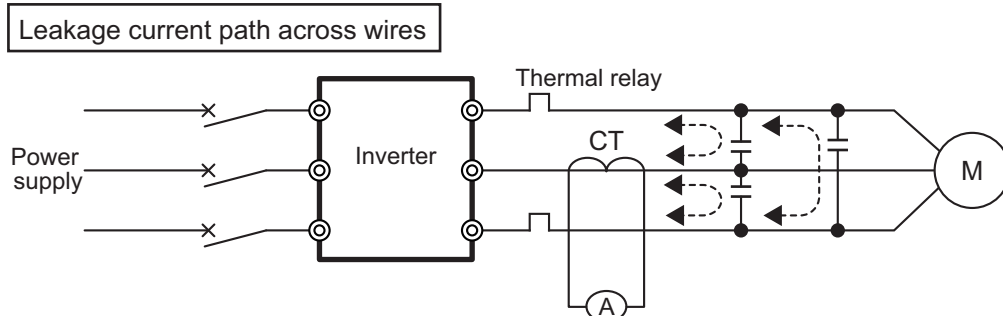 Leakage current path across wires
Thermal relay
CT
Power
supply
Inverter
M
A